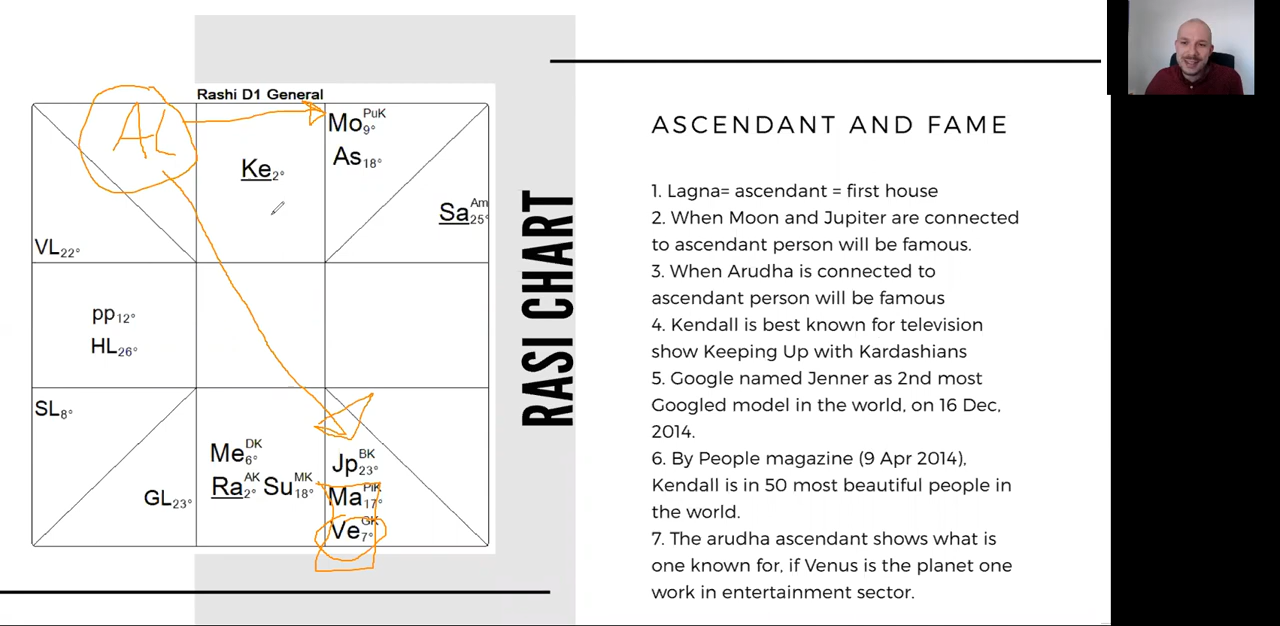 Rashi D1 General
AL
Mo PuK 9°
As 18°
Ke 2°
Sa Am 25°
VL 22°
pp 12°
HL 26°
SL 8°
GL 23°
Me DK 6°
Ra AK 2° Su MK 18°
Jp BK 23°
Ma PiK 17°
Ve GK 7°
RASI CHART
ASCENDANT AND FAME
1. Lagna= ascendant = first house
2. When Moon and Jupiter are connected
to ascendant person will be famous.
3. When Arudha is connected to
ascendant person will be famous
4. Kendall is best known for television
show Keeping Up with Kardashians
5. Google named Jenner as 2nd most
Googled model in the world, on 16 Dec,
2014.
6. By People magazine (9 Apr 2014),
Kendall is in 50 most beautiful people in
the world.
7. The arudha ascendant shows what is
one known for, if Venus is the planet one
work in entertainment sector.